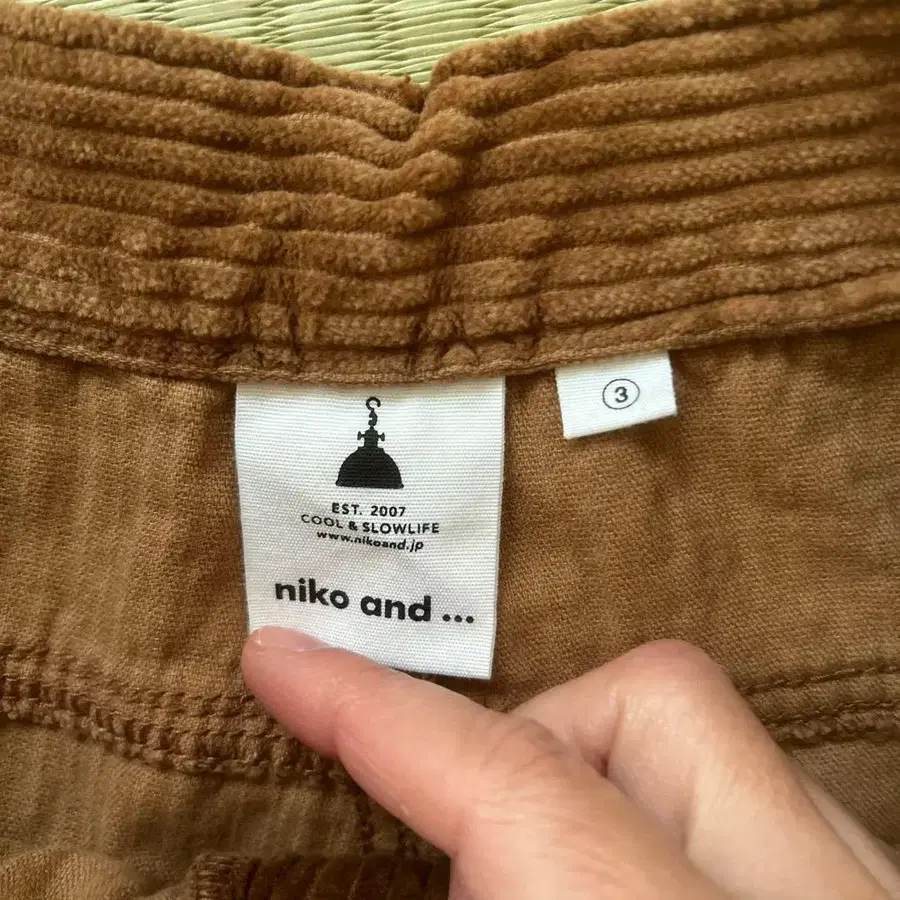 EST. 2007
COOL & SLOWLIFE
www.nikoand.jp
niko and ...
3